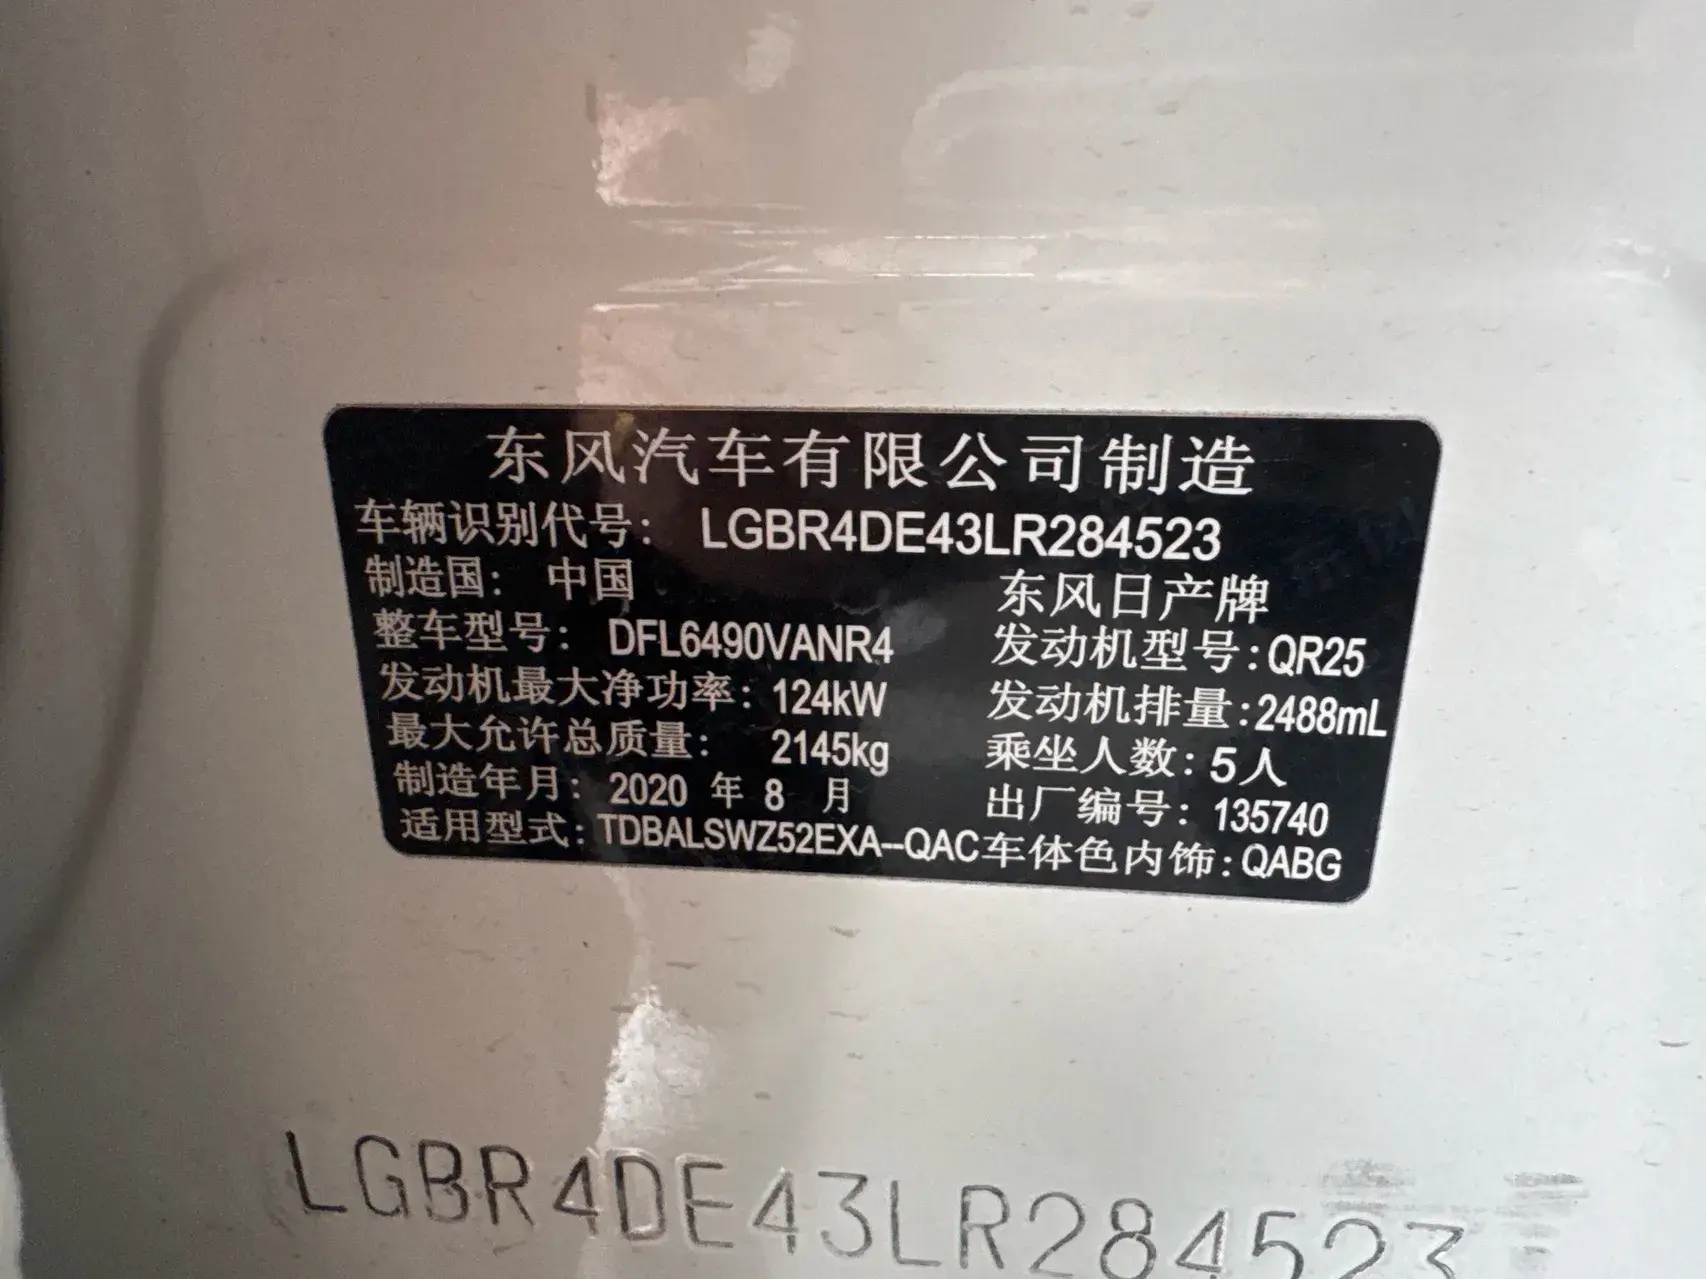 东风汽车有限公司制造
车辆识别代号： LGBR4DE43LR284523
制造国： 中国 东风日产牌
整车型号： DFL6490VANR4 发动机型号:QR25
发动机最大净功率: 124kW 发动机排量:2488mL
最大允许总质量: 2145kg 乘坐人数: 5人
制造年月: 2020 年 8 月 出厂编号: 135740
适用型式: TDBALSWZ52EXA--QAC 车体色内饰:QABG
LGBR4DE43LR284523